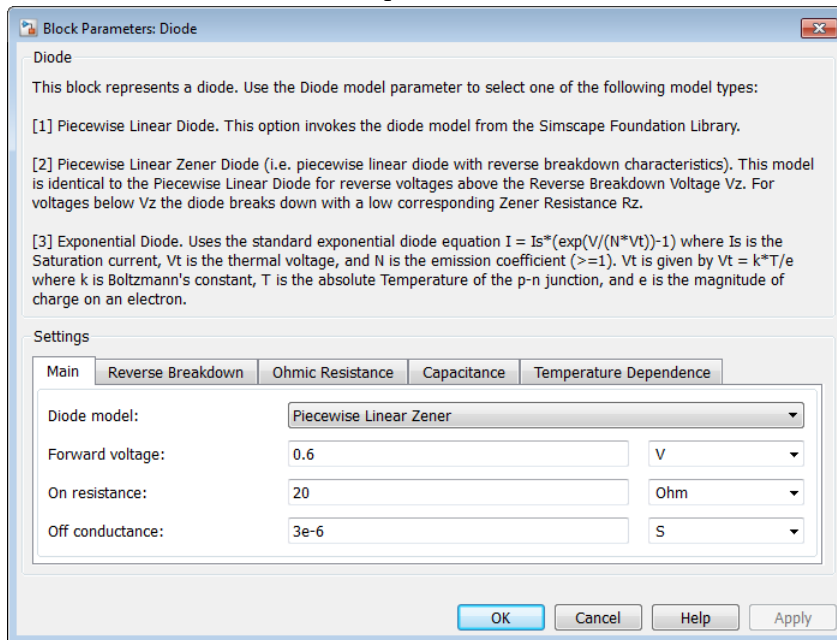 Block Parameters: Diode
Diode
This block represents a diode. Use the Diode model parameter to select one of the following model types:
[1] Piecewise Linear Diode. This option invokes the diode model from the Simscape Foundation Library.
[2] Piecewise Linear Zener Diode (i.e. piecewise linear diode with reverse breakdown characteristics). This model
is identical to the Piecewise Linear Diode for reverse voltages above the Reverse Breakdown Voltage Vz. For
voltages below Vz the diode breaks down with a low corresponding Zener Resistance Rz.
[3] Exponential Diode. Uses the standard exponential diode equation I = Is*(exp(V/(N*Vt))-1) where Is is the
Saturation current, Vt is the thermal voltage, and N is the emission coefficient (>=1). Vt is given by Vt = k*T/e
where k is Boltzmann's constant, T is the absolute Temperature of the p-n junction, and e is the magnitude of
charge on an electron.
Settings
Main Reverse Breakdown Ohmic Resistance Capacitance Temperature Dependence
Diode model: Piecewise Linear Zener
Forward voltage: 0.6 V
On resistance: 20 Ohm
Off conductance: 3e-6 S
OK Cancel Help Apply